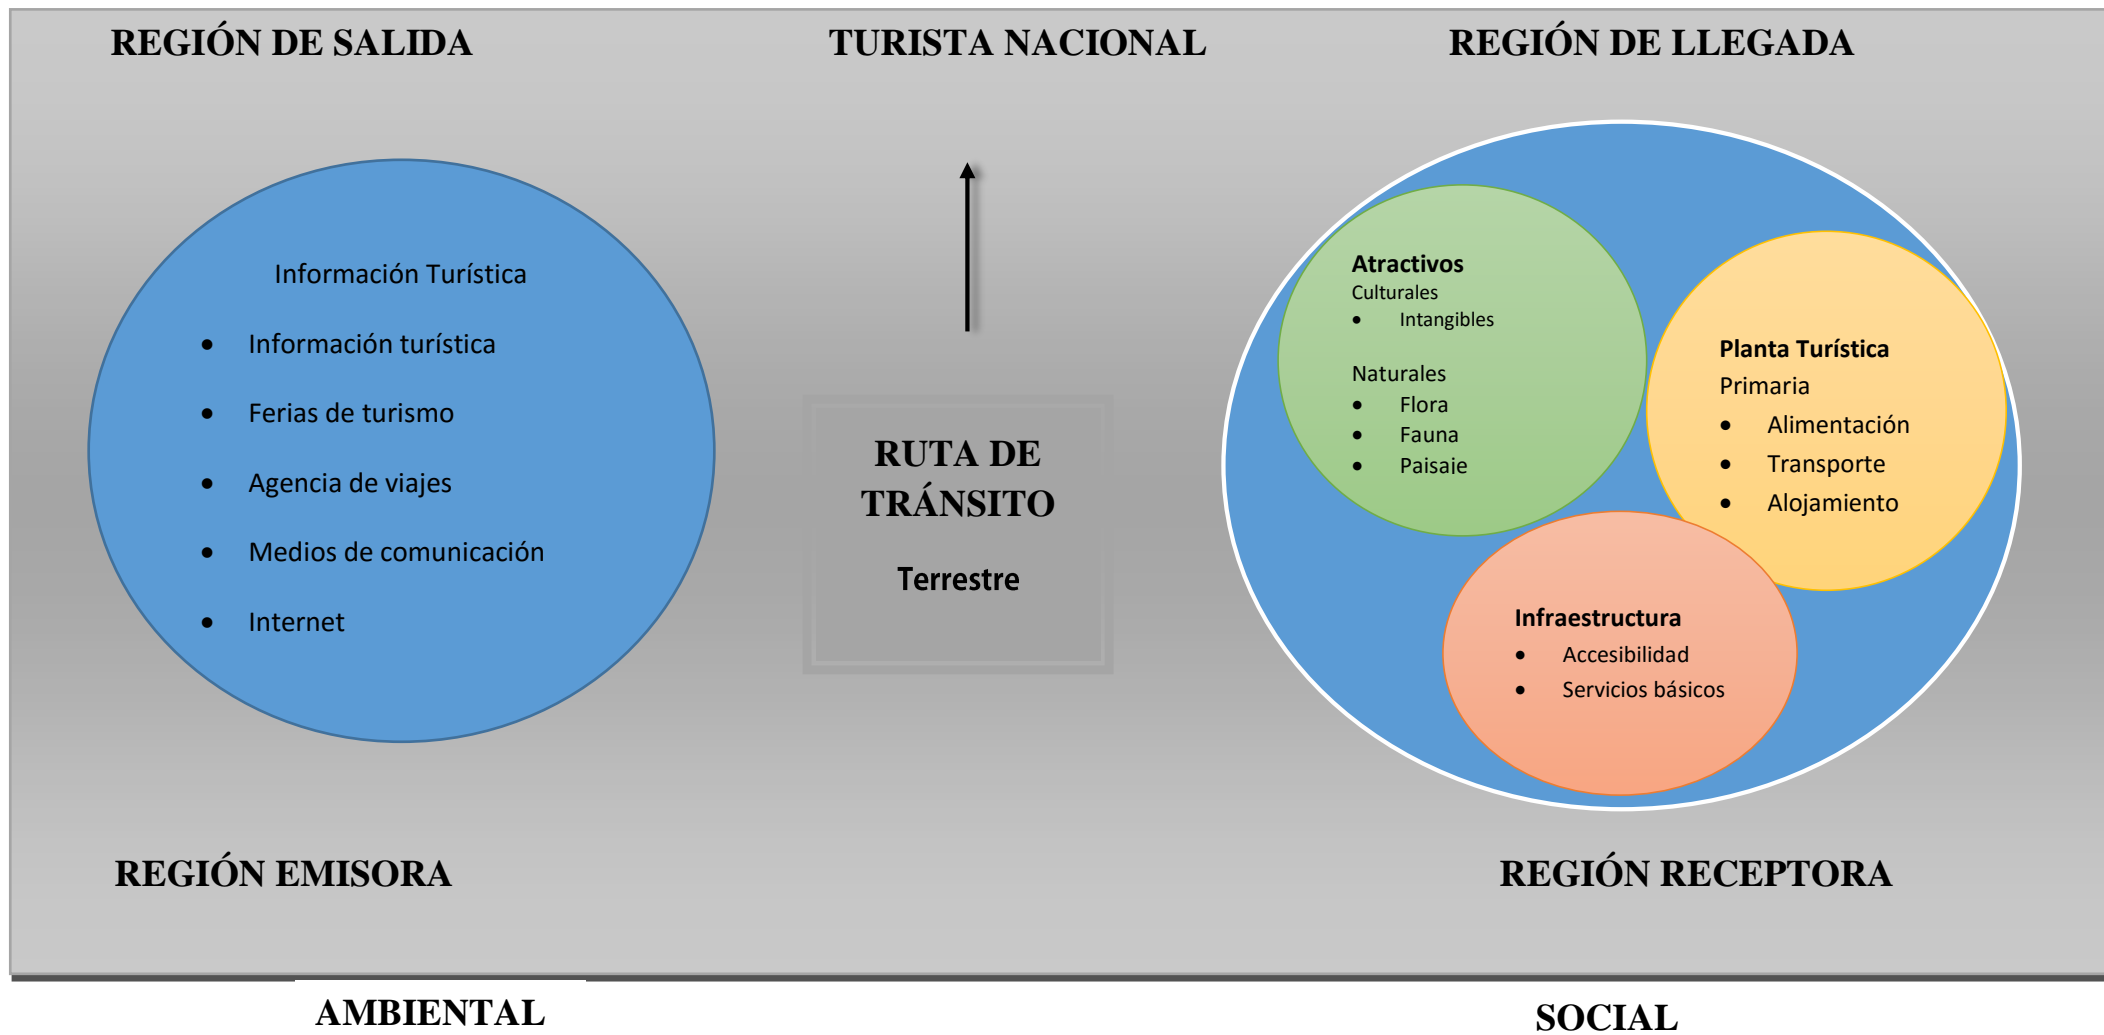 REGIÓN DE SALIDA
TURISTA NACIONAL
REGIÓN DE LLEGADA
Información Turística
• Información turística
• Ferias de turismo
• Agencia de viajes
• Medios de comunicación
• Internet
RUTA DE
TRÁNSITO
Terrestre
Atractivos
Culturales
• Intangibles
Naturales
• Flora
• Fauna
• Paisaje
Planta Turística
Primaria
• Alimentación
• Transporte
• Alojamiento
Infraestructura
• Accesibilidad
• Servicios básicos
REGIÓN EMISORA
REGIÓN RECEPTORA
AMBIENTAL
SOCIAL